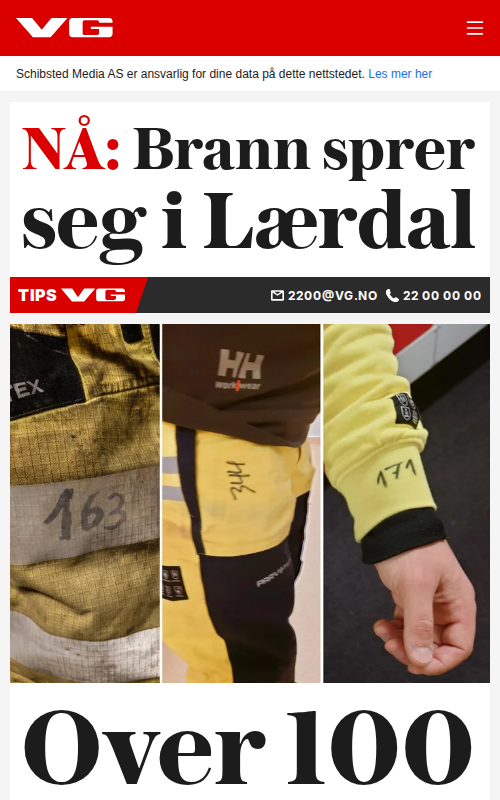 VG
Schibsted Media AS er ansvarlig for dine data på dette nettstedet. Les mer her
NÅ: Brann sprer
seg i Lærdal
TIPS VG 2200@VG.NO 22 00 00 00
TEX
163
HH
Workwear
344
171
Over 100